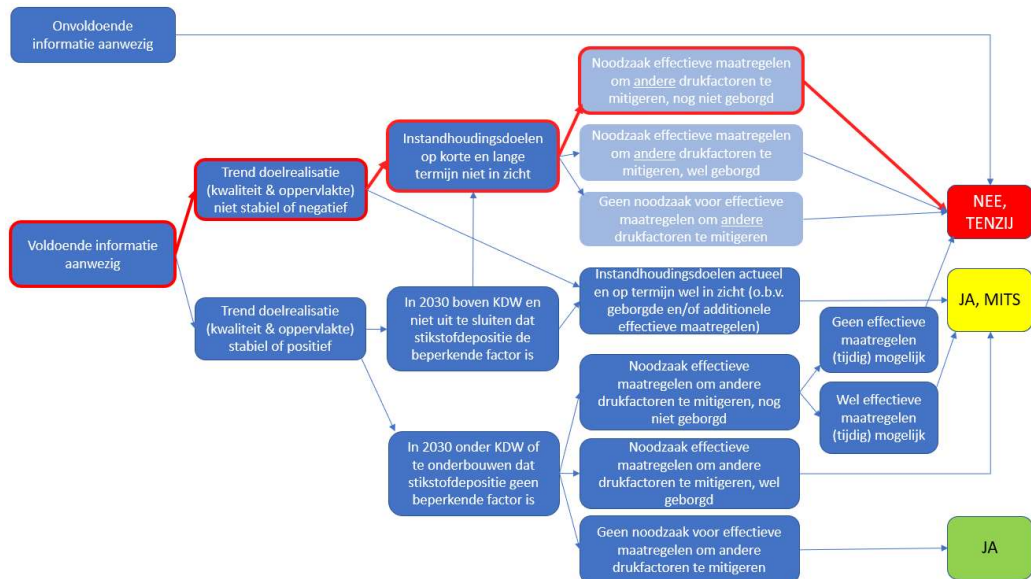 Onvoldoende
informatie aanwezig
Noodzaak effectieve maatregelen
om andere drukfactoren te
mitigeren, nog niet geborgd
Instandhoudingsdoelen
op korte en lange
termijn niet in zicht
Noodzaak effectieve maatregelen
om andere drukfactoren te
mitigeren, wel geborgd
Trend doelrealisatie
(kwaliteit & oppervlakte)
niet stabiel of negatief
Geen noodzaak voor effectieve
maatregelen om andere
drukfactoren te mitigeren
NEE,
TENZIJ
Voldoende informatie
aanwezig
Trend doelrealisatie
(kwaliteit & oppervlakte)
stabiel of positief
In 2030 boven KDW en
niet uit te sluiten dat
stikstofdepositie de
beperkende factor is
Instandhoudingsdoelen actueel
en op termijn wel in zicht (o.b.v.
geborgde en/of additionele
effectieve maatregelen)
JA, MITS
Geen effectieve
maatregelen
(tijdig) mogelijk
Noodzaak effectieve
maatregelen om andere
drukfactoren te mitigeren, nog
niet geborgd
Wel effectieve
maatregelen
(tijdig) mogelijk
In 2030 onder KDW of
te onderbouwen dat
stikstofdepositie geen
beperkende factor is
Noodzaak effectieve
maatregelen om andere
drukfactoren te mitigeren, wel
geborgd
Geen noodzaak voor effectieve
maatregelen om andere
drukfactoren te mitigeren
JA